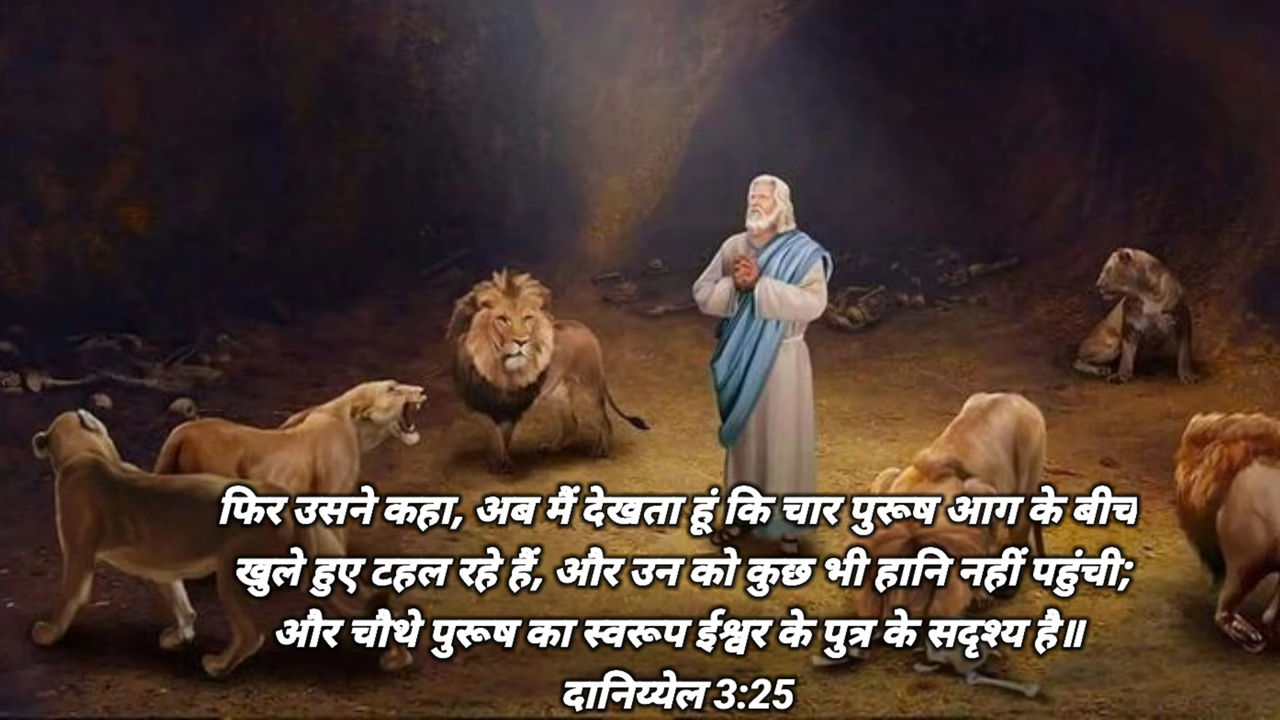 फिर उसने कहा, अब मैं देखता हूं कि चार पुरूष आग के बीच
खुले हुए टहल रहे हैं, और उन को कुछ भी हानि नहीं पहुंची;
और चौथे पुरूष का स्वरूप ईश्वर के पुत्र के सदृश्य है॥
दानिय्येल 3:25